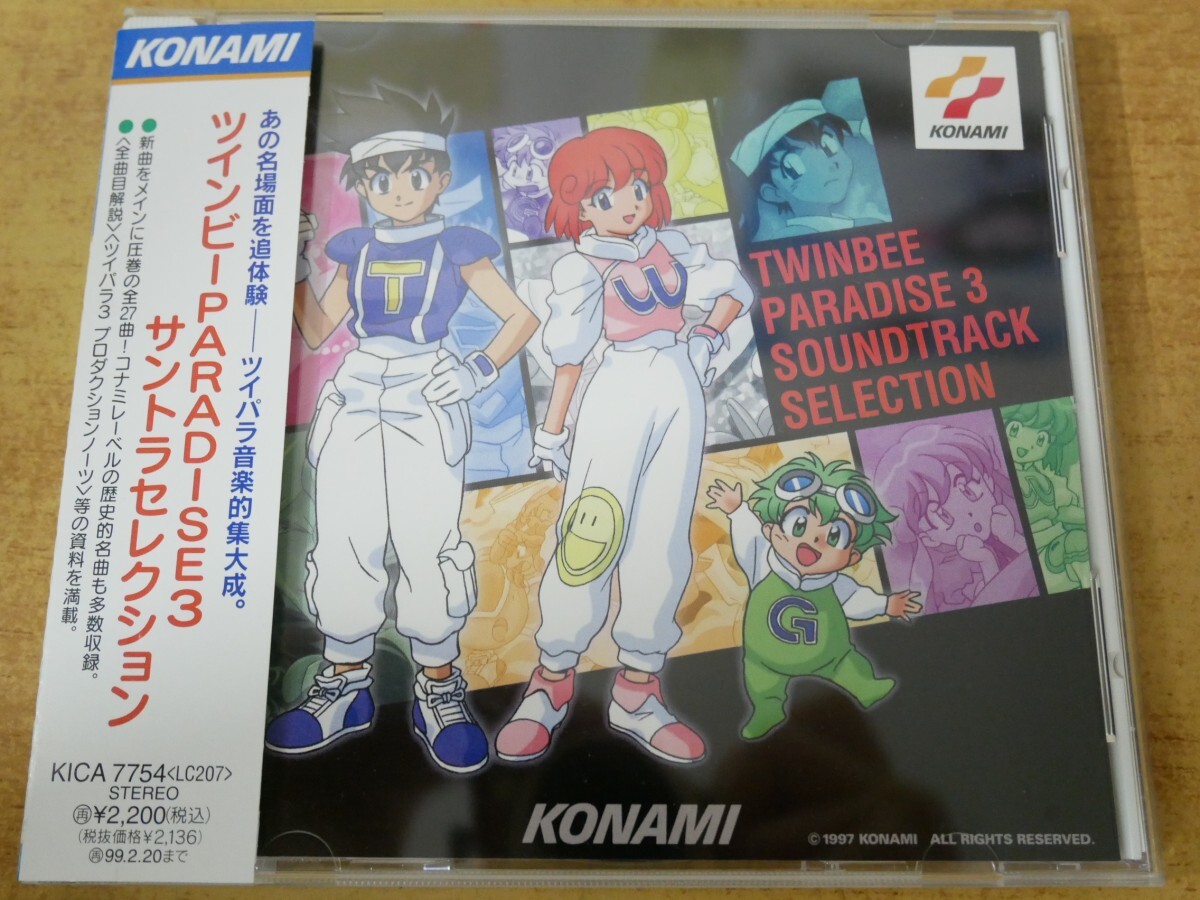 KONAMI
あの名場面を追体験──ツイパラ音楽的集大成。
ツインビーPARADISE3
サントラセレクション
●新曲をメインに圧巻の全27曲!コナミレーベルの歴史的名曲も多数収録。
●〈全曲目解説〉〈ツイパラ3 プロダクションノーツ〉等の資料を満載。
KICA 7754<LC207>
STEREO
再¥2,200(税込)
(税抜価格¥2,136)
再99.2.20まで
KONAMI
TWINBEE
PARADISE 3
SOUNDTRACK
SELECTION
T
W
G
KONAMI
©1997 KONAMI ALL RIGHTS RESERVED.